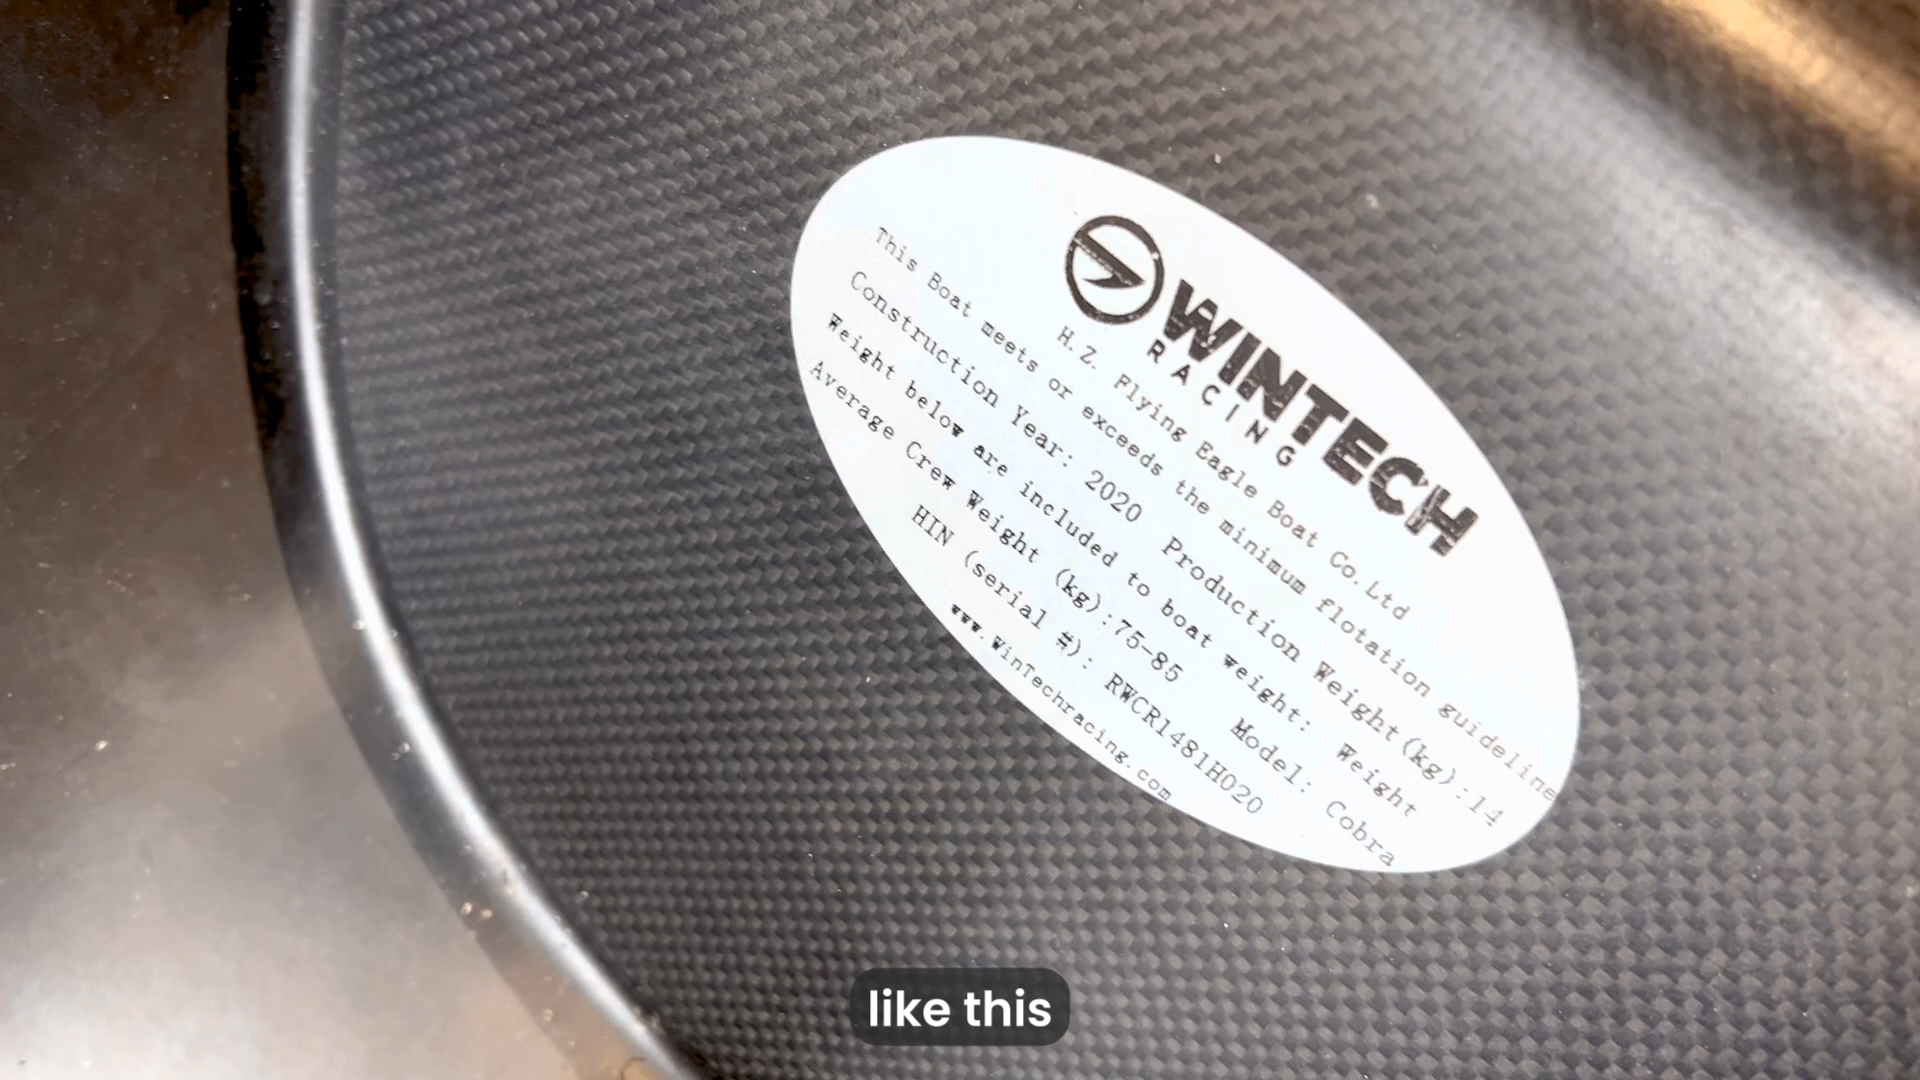 WINTECH
RACING
H.Z. Flying Eagle Boat Co.Ltd
This Boat meets or exceeds the minimum flotation guideline
Construction Year: 2020 Production Weight(kg):14
Weight below are included to boat weight: Weight
Average Crew Weight (kg):75-85 Model: Cobra
HIN (serial #): RWCR1481H020
www.WinTechracing.com
like this